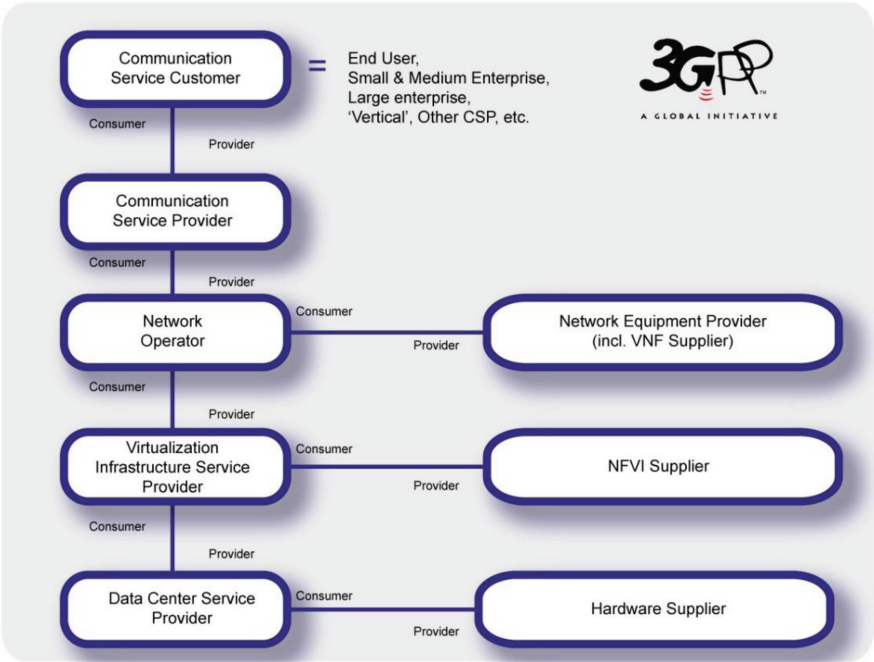 Communication
Service Customer
=
End User,
Small & Medium Enterprise,
Large enterprise,
‘Vertical’, Other CSP, etc.
3GPP
TM
A GLOBAL INITIATIVE
Consumer
Provider
Communication
Service Provider
Consumer
Provider
Network
Operator
Consumer
Provider
Network Equipment Provider
(incl. VNF Supplier)
Consumer
Provider
Virtualization
Infrastructure Service
Provider
Consumer
Provider
NFVI Supplier
Consumer
Provider
Data Center Service
Provider
Consumer
Provider
Hardware Supplier